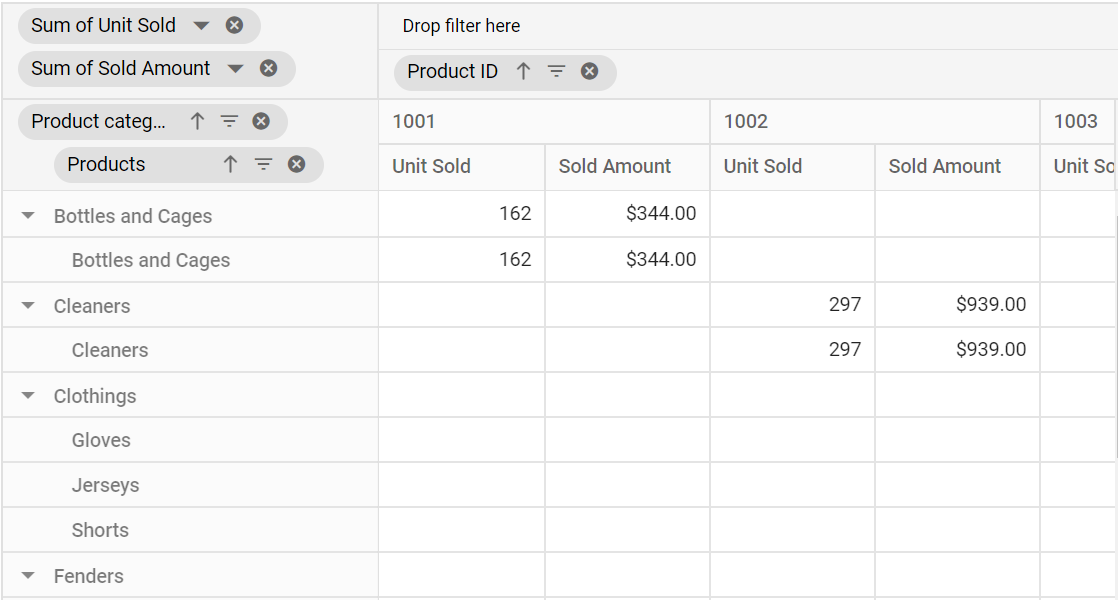 Sum of Unit Sold
Drop filter here
Sum of Sold Amount
Product ID
Product categ...
1001 1002 1003
Products
Unit Sold Sold Amount Unit Sold Sold Amount Unit So
Bottles and Cages 162 $344.00
Bottles and Cages 162 $344.00
Cleaners 297 $939.00
Cleaners 297 $939.00
Clothings
Gloves
Jerseys
Shorts
Fenders